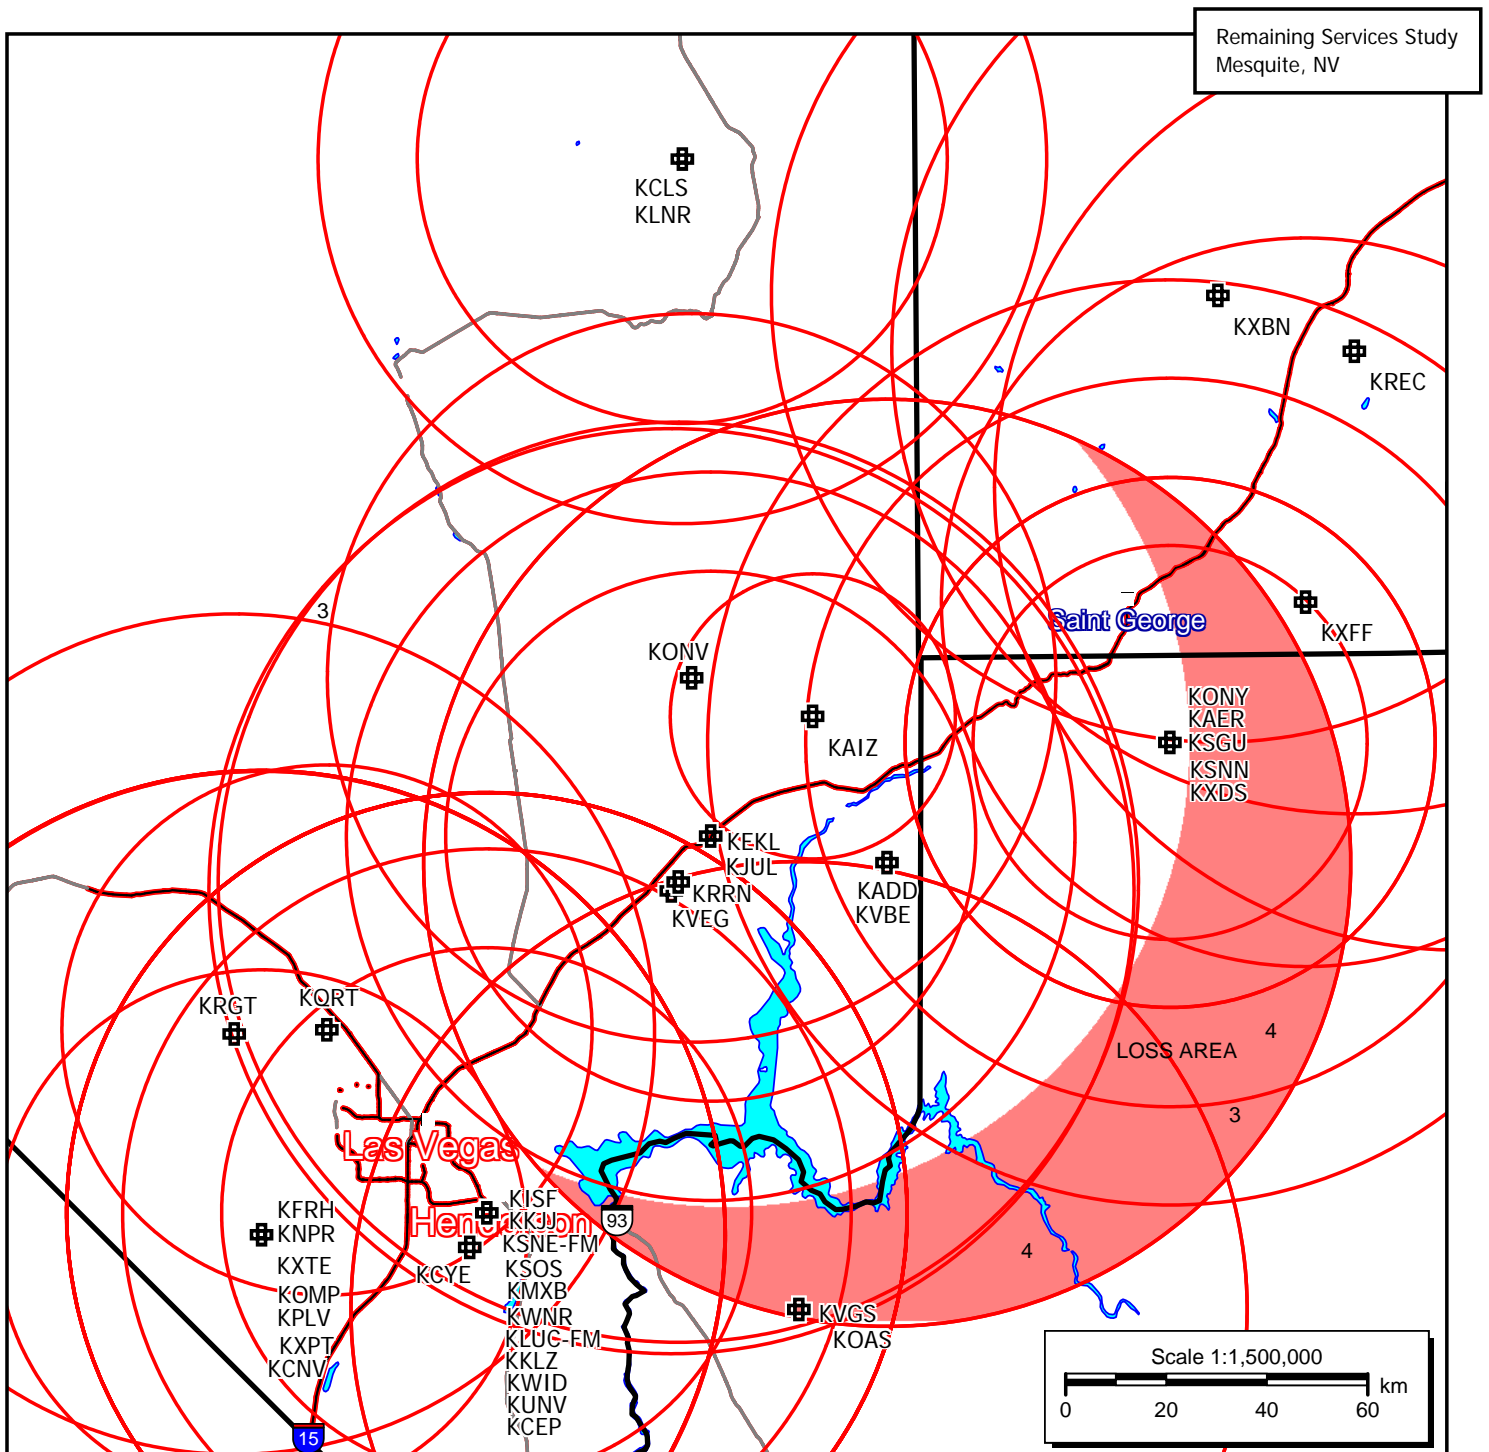 Remaining Services Study
Mesquite, NV
KCLS
KLNR
KXBN
KREC
3
Saint George
KXFF
KONV
KONY
KAER
KSGU
KSNN
KXDS
KAIZ
KEKL
KJUL
KRRN
KVEG
KADD
KVBE
KRGT
KQRT
4
LOSS AREA
3
Las Vegas
Henderson
93
4
KFRH
KNPR
KXTE
KOMP
KPLV
KXPT
KCNV
KCYE
KISF
KKJJ
KSNE-FM
KSOS
KMXB
KWNR
KLUC-FM
KKLZ
KWID
KUNV
KCEP
KVGS
KOAS
15
Scale 1:1,500,000
km
0 20 40 60